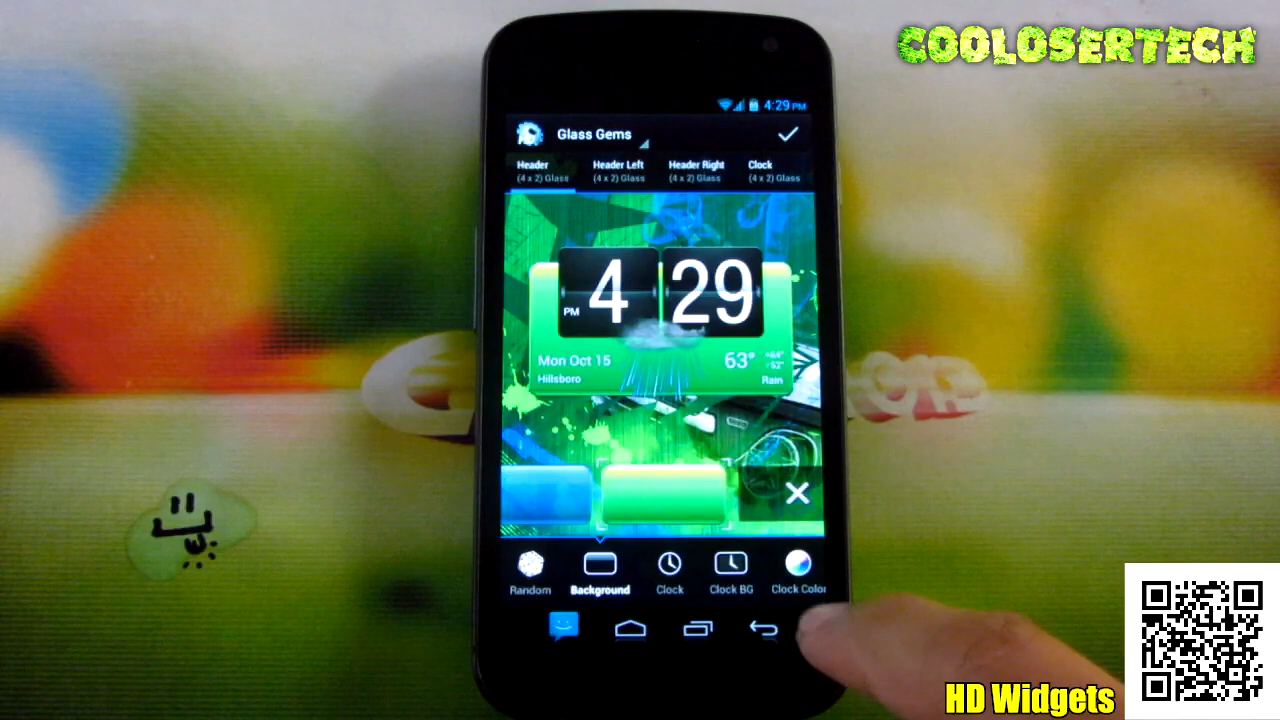 COOLOSERTECH
4:29 PM
Glass Gems
Header
(4 x 2) Glass
Header Left
(4 x 2) Glass
Header Right
(4 x 2) Glass
Clock
(4 x 2) Glass
PM 4 29
Mon Oct 15
63°
Hillsboro
Rain
Random
Background
Clock
Clock BG
Clock Color
HD Widgets